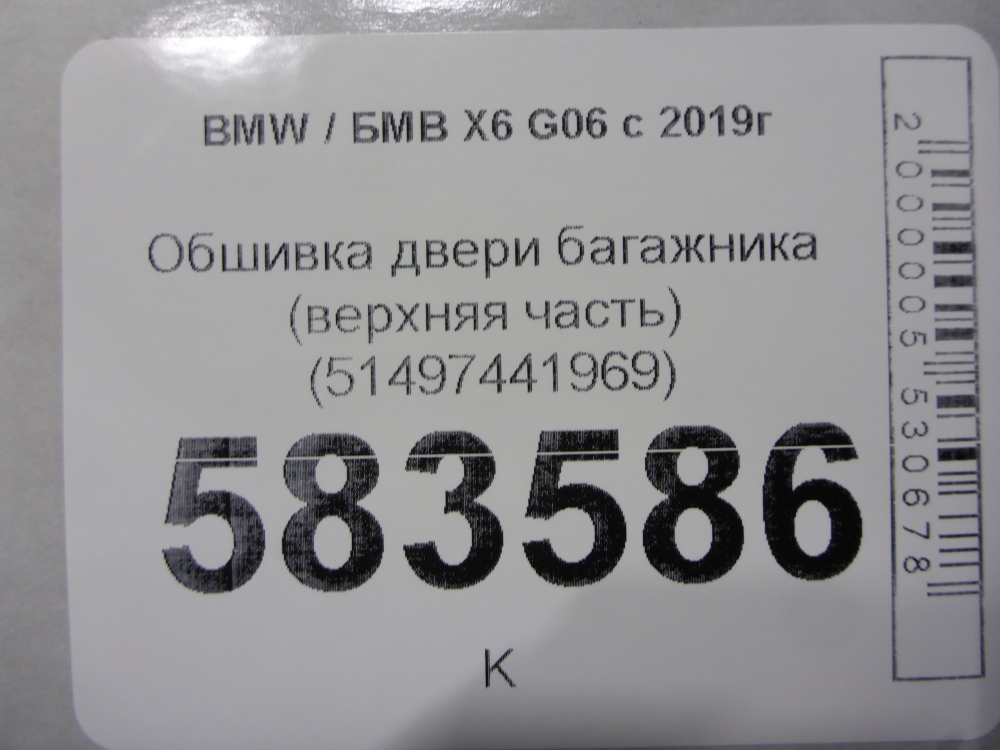 BMW / БМВ X6 G06 с 2019г
Обшивка двери багажника
(верхняя часть)
(51497441969)
583586
К
2000005530678